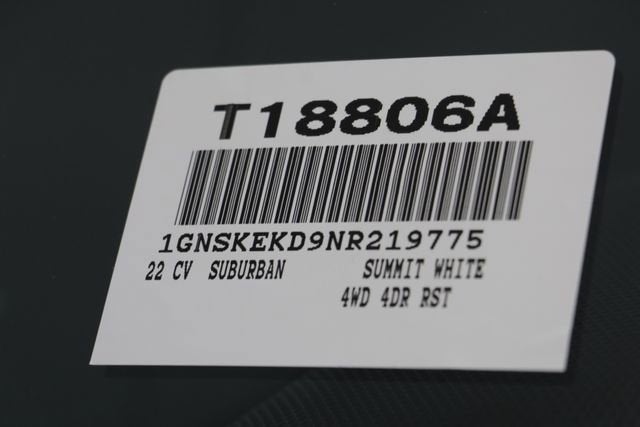 T18806A
1GNSKEKD9NR219775
22 CV SUBURBAN SUMMIT WHITE
4WD 4DR RST